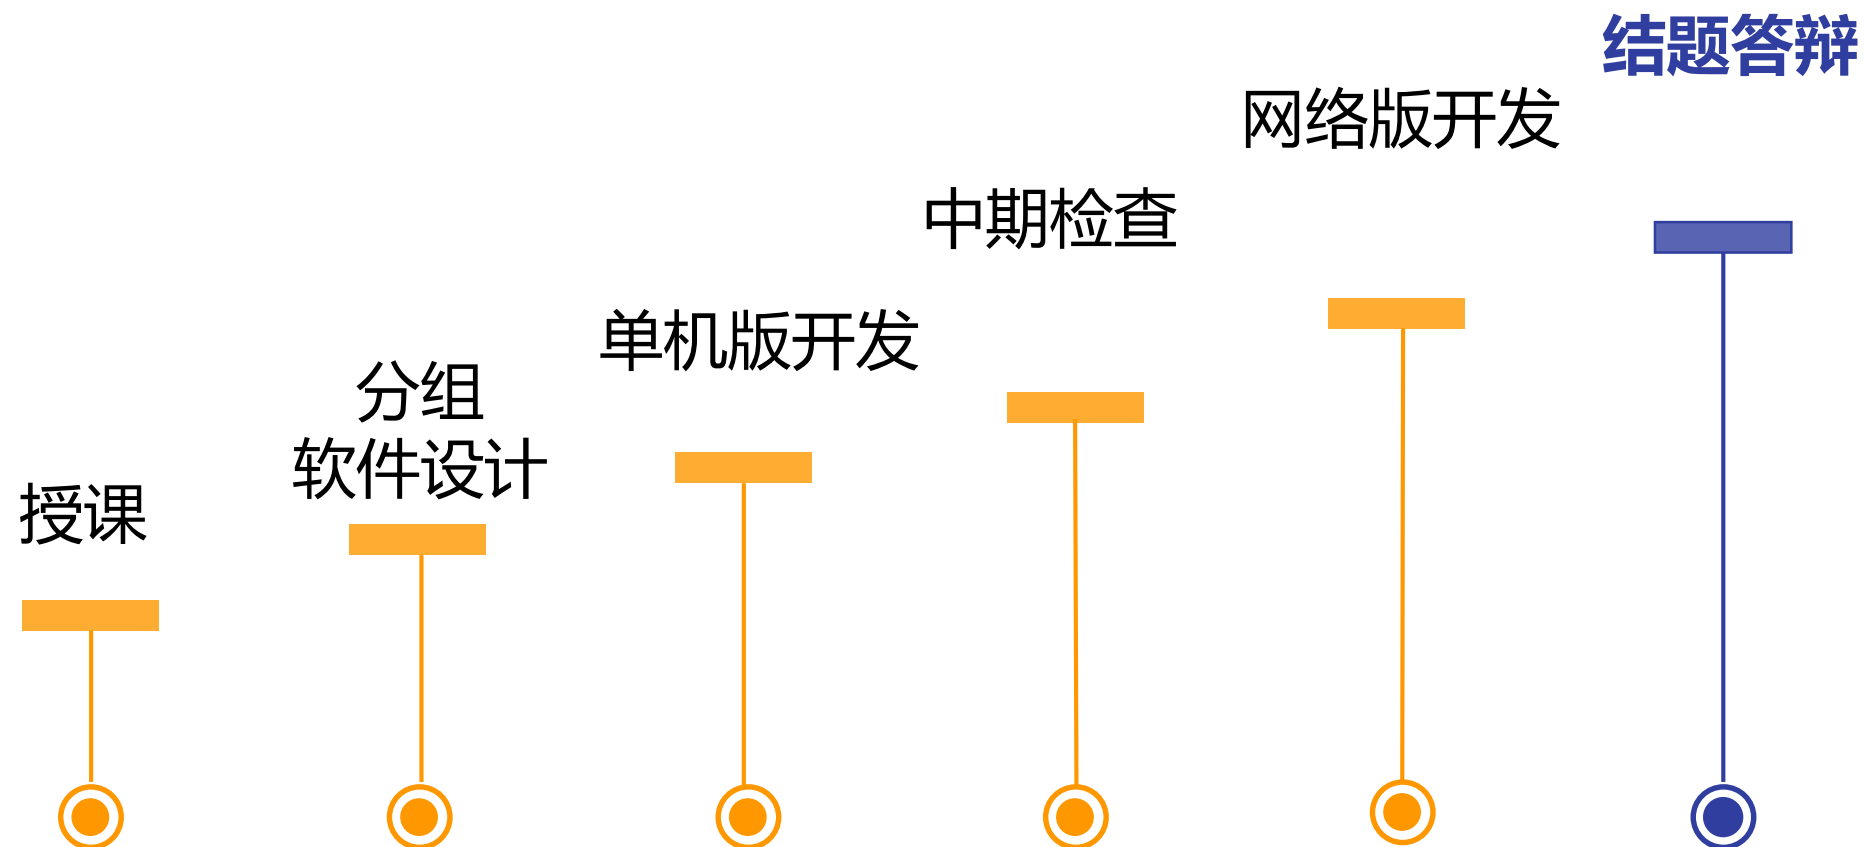 授课
分组
软件设计
单机版开发
中期检查
网络版开发
结题答辩